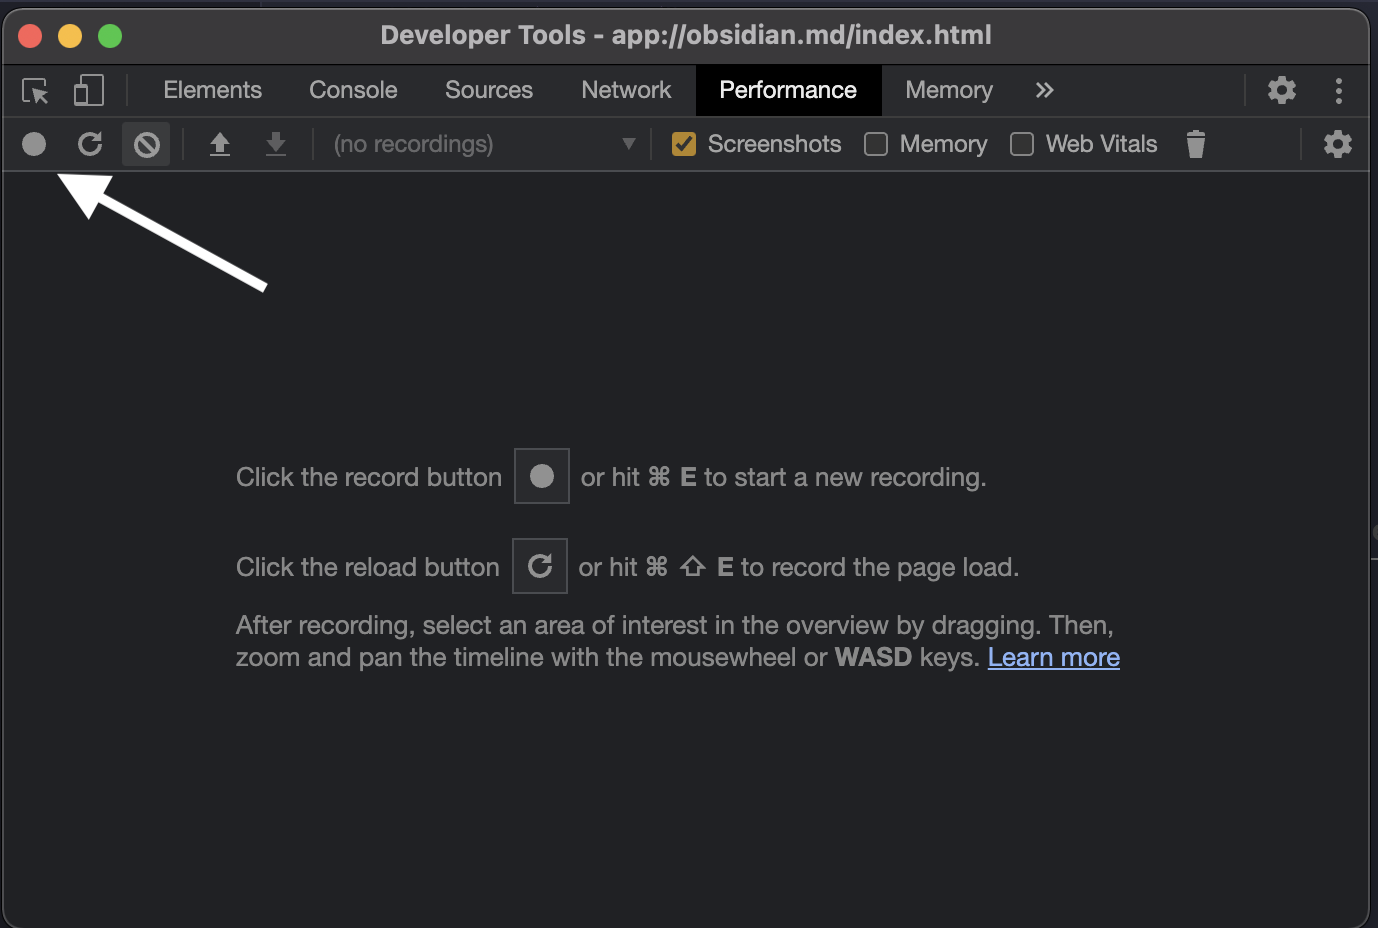 Developer Tools - app://obsidian.md/index.html
Elements Console Sources Network Performance Memory »
(no recordings) Screenshots Memory Web Vitals
Click the record button or hit ⌘ E to start a new recording.
Click the reload button or hit ⌘ ⇧ E to record the page load.
After recording, select an area of interest in the overview by dragging. Then,
zoom and pan the timeline with the mousewheel or WASD keys. Learn more